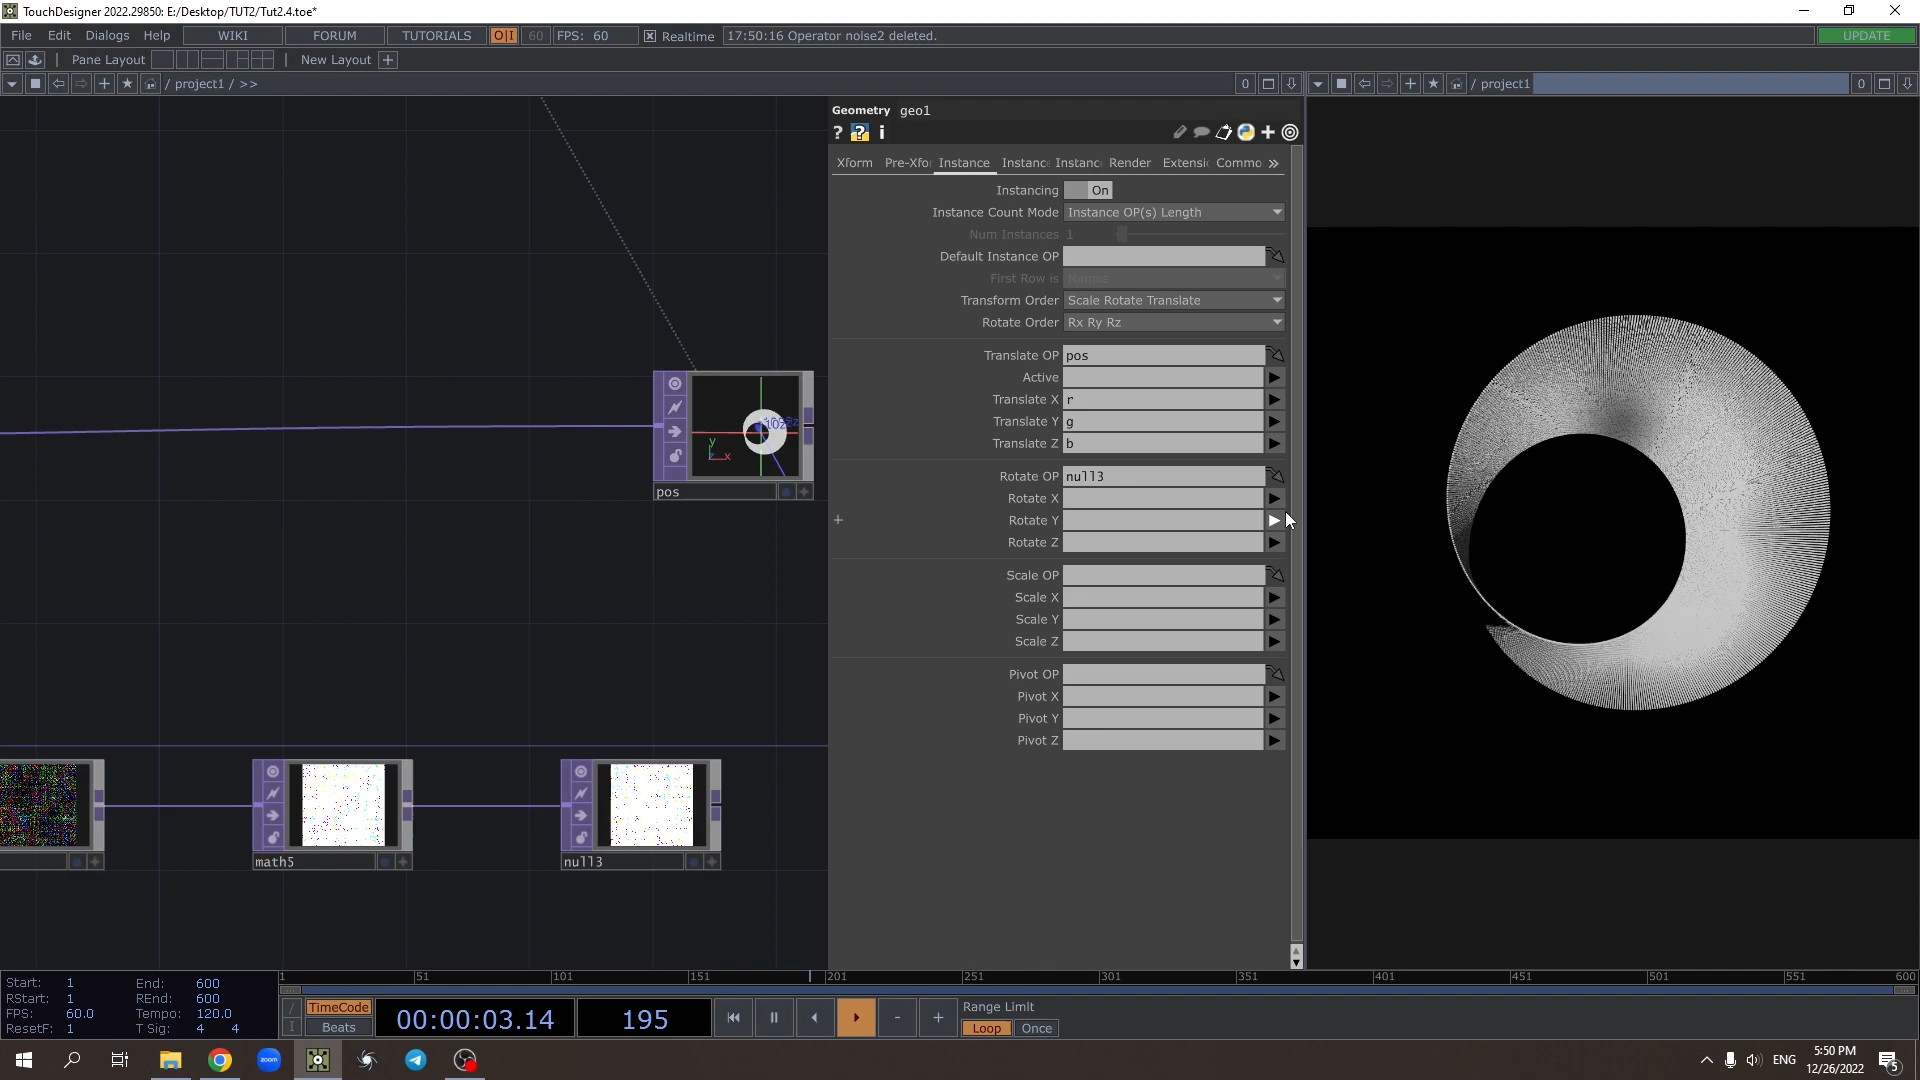 TouchDesigner 2022.29850: E:/Desktop/TUT2/Tut2.4.toe*
File Edit Dialogs Help WIKI FORUM TUTORIALS O|I 60 FPS: 60 Realtime 17:50:16 Operator noise2 deleted. UPDATE
Pane Layout New Layout +
/ project1 / >> 0 / project1 0
Geometry geo1
? ? i
Xform Pre-Xfo Instance Instanc Instanc Render Extensi Commo
Instancing On
Instance Count Mode Instance OP(s) Length
Num Instances 1
Default Instance OP
First Row is Names
Transform Order Scale Rotate Translate
Rotate Order Rx Ry Rz
Translate OP pos
Active
Translate X r
Translate Y g
Translate Z b
Rotate OP null3
Rotate X
Rotate Y
Rotate Z
Scale OP
Scale X
Scale Y
Scale Z
Pivot OP
Pivot X
Pivot Y
Pivot Z
y
x
pos
math5
null3
1 51 101 151 201 251 301 351 401 451 501 551 600
Start: 1 End: 600
RStart: 1 REnd: 600
FPS: 60.0 Tempo: 120.0
ResetF: 1 T Sig: 4 4
TimeCode
Beats
00:00:03.14
195
Range Limit
Loop Once
zoom
ENG
5:50 PM
12/26/2022
5